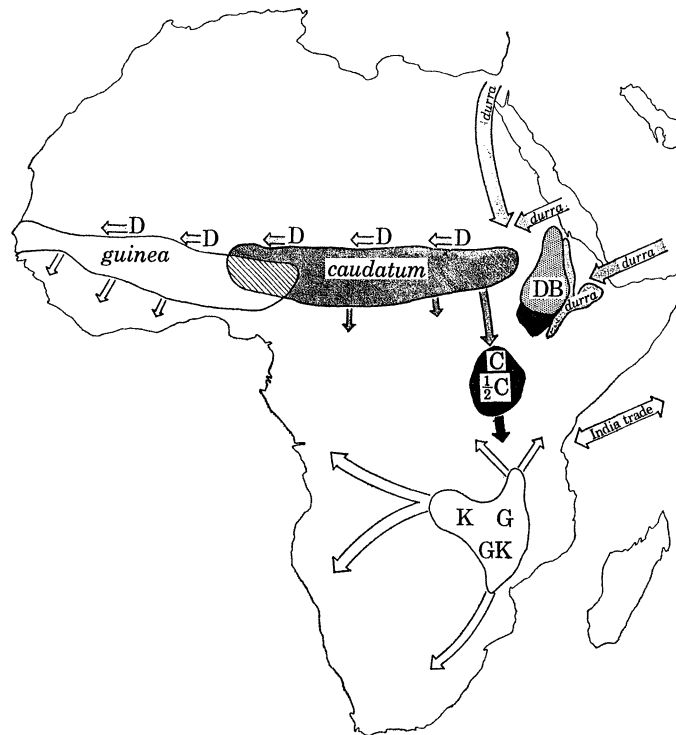 durra
durra
⇐D ⇐D ⇐D ⇐D ⇐D
guinea
caudatum
durra
DB
durra
C
½C
India trade
K G
GK